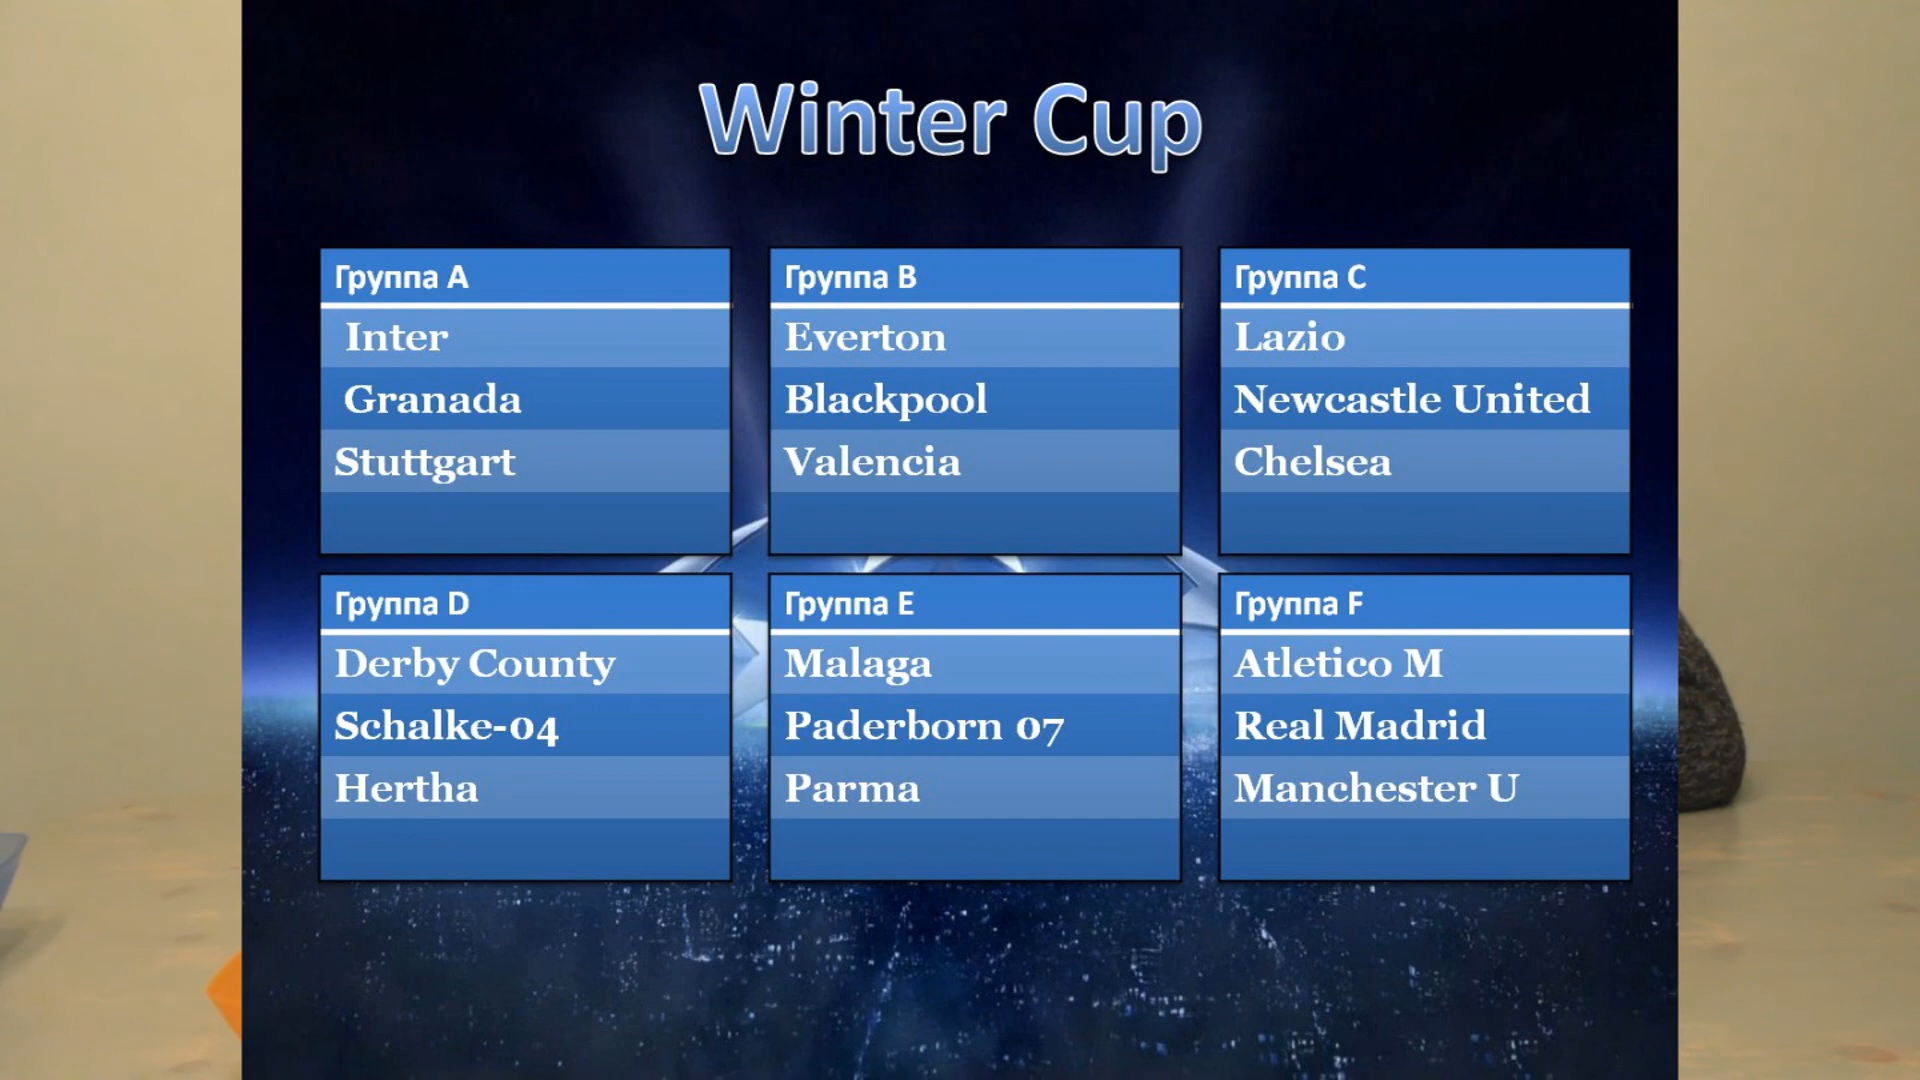 Winter Cup
Группа A
Inter
Granada
Stuttgart
Группа B
Everton
Blackpool
Valencia
Группа C
Lazio
Newcastle United
Chelsea
Группа D
Derby County
Schalke-04
Hertha
Группа E
Malaga
Paderborn 07
Parma
Группа F
Atletico M
Real Madrid
Manchester U